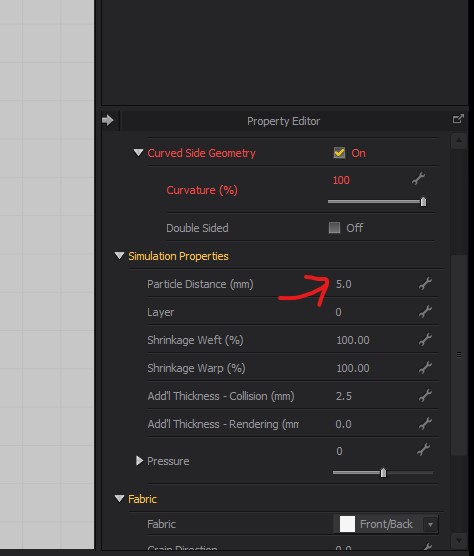 Property Editor
Curved Side Geometry On
Curvature (%) 100
Double Sided Off
Simulation Properties
Particle Distance (mm) 5.0
Layer 0
Shrinkage Weft (%) 100.00
Shrinkage Warp (%) 100.00
Add'l Thickness - Collision (mm) 2.5
Add'l Thickness - Rendering (mm 0.0
Pressure 0
Fabric
Fabric Front/Back
Grain Direction 0.0